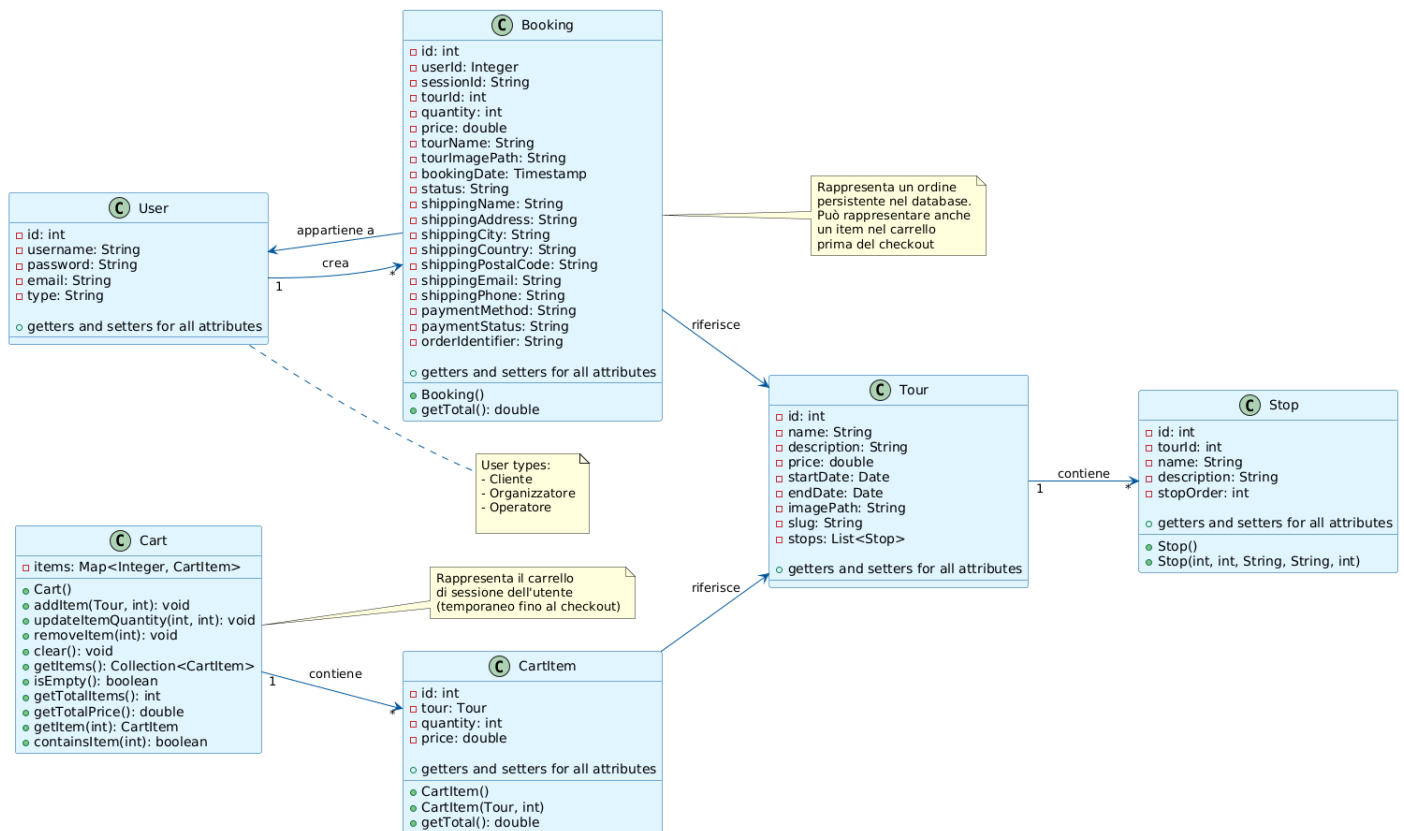 C Booking
id: int
userId: Integer
sessionId: String
tourId: int
quantity: int
price: double
tourName: String
tourImagePath: String
bookingDate: Timestamp
status: String
shippingName: String
shippingAddress: String
shippingCity: String
shippingCountry: String
shippingPostalCode: String
shippingEmail: String
shippingPhone: String
paymentMethod: String
paymentStatus: String
orderIdentifier: String
getters and setters for all attributes
Booking()
getTotal(): double
C User
id: int
username: String
password: String
email: String
type: String
getters and setters for all attributes
appartiene a
crea
1
*
Rappresenta un ordine
persistente nel database.
Può rappresentare anche
un item nel carrello
prima del checkout
riferisce
C Tour
id: int
name: String
description: String
price: double
startDate: Date
endDate: Date
imagePath: String
slug: String
stops: List<Stop>
getters and setters for all attributes
contiene
1
*
C Stop
id: int
tourId: int
name: String
description: String
stopOrder: int
getters and setters for all attributes
Stop()
Stop(int, int, String, String, int)
User types:
- Cliente
- Organizzatore
- Operatore
C Cart
items: Map<Integer, CartItem>
Cart()
addItem(Tour, int): void
updateItemQuantity(int, int): void
removeItem(int): void
clear(): void
getItems(): Collection<CartItem>
isEmpty(): boolean
getTotalItems(): int
getTotalPrice(): double
getItem(int): CartItem
containsItem(int): boolean
Rappresenta il carrello
di sessione dell'utente
(temporaneo fino al checkout)
riferisce
contiene
1
*
C CartItem
id: int
tour: Tour
quantity: int
price: double
getters and setters for all attributes
CartItem()
CartItem(Tour, int)
getTotal(): double